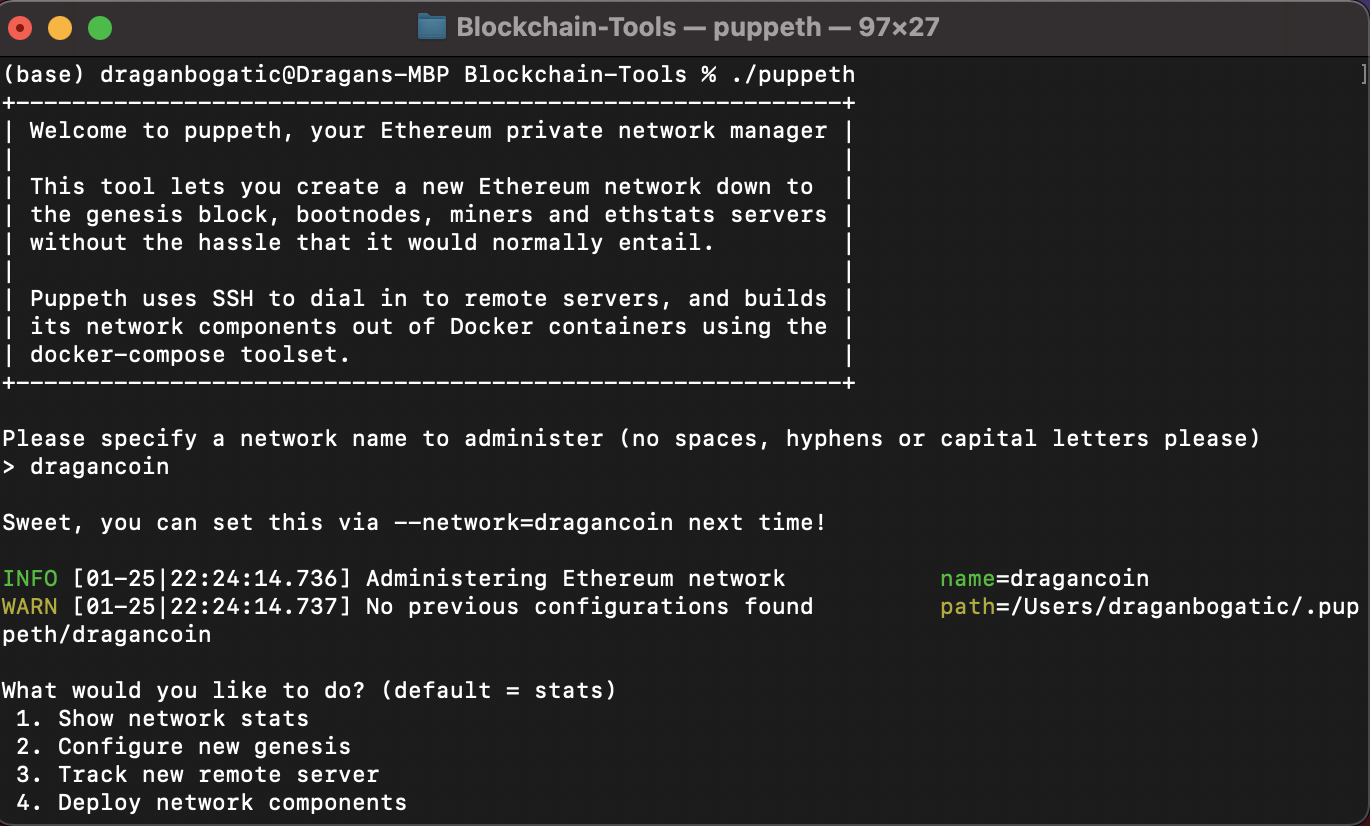 Blockchain-Tools — puppeth — 97×27
(base) draganbogatic@Dragans-MBP Blockchain-Tools % ./puppeth ]
+-----------------------------------------------------------+
| Welcome to puppeth, your Ethereum private network manager |
|                                                           |
| This tool lets you create a new Ethereum network down to  |
| the genesis block, bootnodes, miners and ethstats servers |
| without the hassle that it would normally entail.         |
|                                                           |
| Puppeth uses SSH to dial in to remote servers, and builds |
| its network components out of Docker containers using the |
| docker-compose toolset.                                   |
+-----------------------------------------------------------+
Please specify a network name to administer (no spaces, hyphens or capital letters please)
> dragancoin
Sweet, you can set this via --network=dragancoin next time!
INFO [01-25|22:24:14.736] Administering Ethereum network           name=dragancoin
WARN [01-25|22:24:14.737] No previous configurations found         path=/Users/draganbogatic/.pup
peth/dragancoin
What would you like to do? (default = stats)
1. Show network stats
2. Configure new genesis
3. Track new remote server
4. Deploy network components